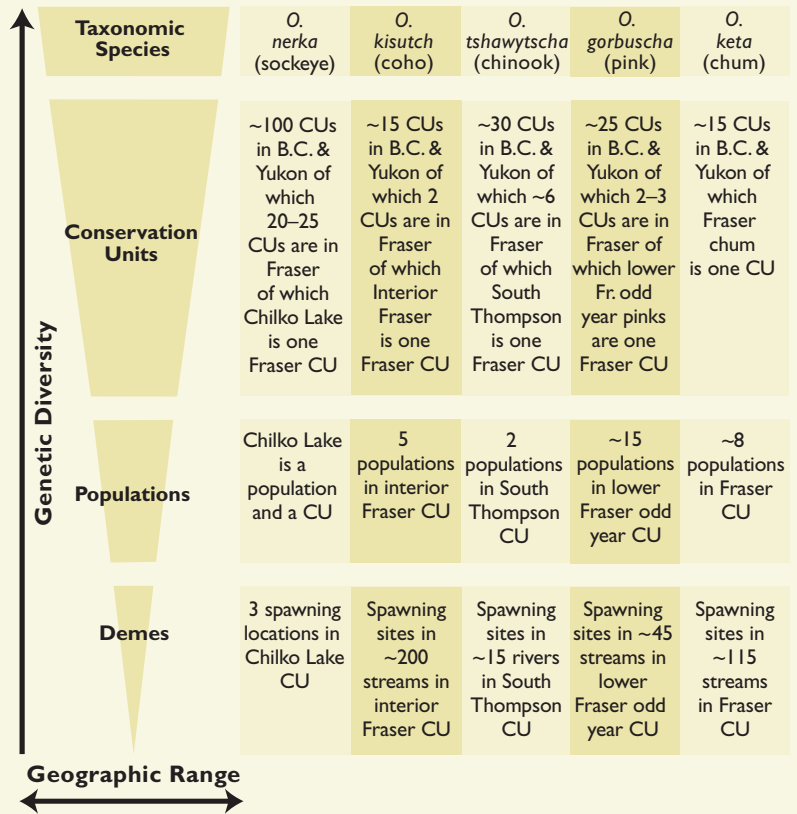 Taxonomic
Species
O.
nerka
(sockeye)
O.
kisutch
(coho)
O.
tshawytscha
(chinook)
O.
gorbuscha
(pink)
O.
keta
(chum)
Conservation
Units
~100 CUs
in B.C. &
Yukon of
which
20–25
CUs are in
Fraser
of which
Chilko Lake
is one
Fraser CU
~15 CUs
in B.C. &
Yukon of
which 2
CUs are in
Fraser
of which
Interior
Fraser
is one
Fraser CU
~30 CUs
in B.C. &
Yukon of
which ~6
CUs are in
Fraser
of which
South
Thompson
is one
Fraser CU
~25 CUs
in B.C. &
Yukon of
which 2–3
CUs are in
Fraser of
which lower
Fr. odd
year pinks
are one
Fraser CU
~15 CUs
in B.C. &
Yukon of
which
Fraser
chum
is one CU
Populations
Chilko Lake
is a
population
and a CU
5
populations
in interior
Fraser CU
2
populations
in South
Thompson
CU
~15
populations
in lower
Fraser odd
year CU
~8
populations
in Fraser
CU
Demes
3 spawning
locations in
Chilko Lake
CU
Spawning
sites in
~200
streams in
interior
Fraser CU
Spawning
sites in
~15 rivers
in South
Thompson
CU
Spawning
sites in ~45
streams in
lower
Fraser odd
year CU
Spawning
sites in
~115
streams
in Fraser
CU
Genetic Diversity
Geographic Range